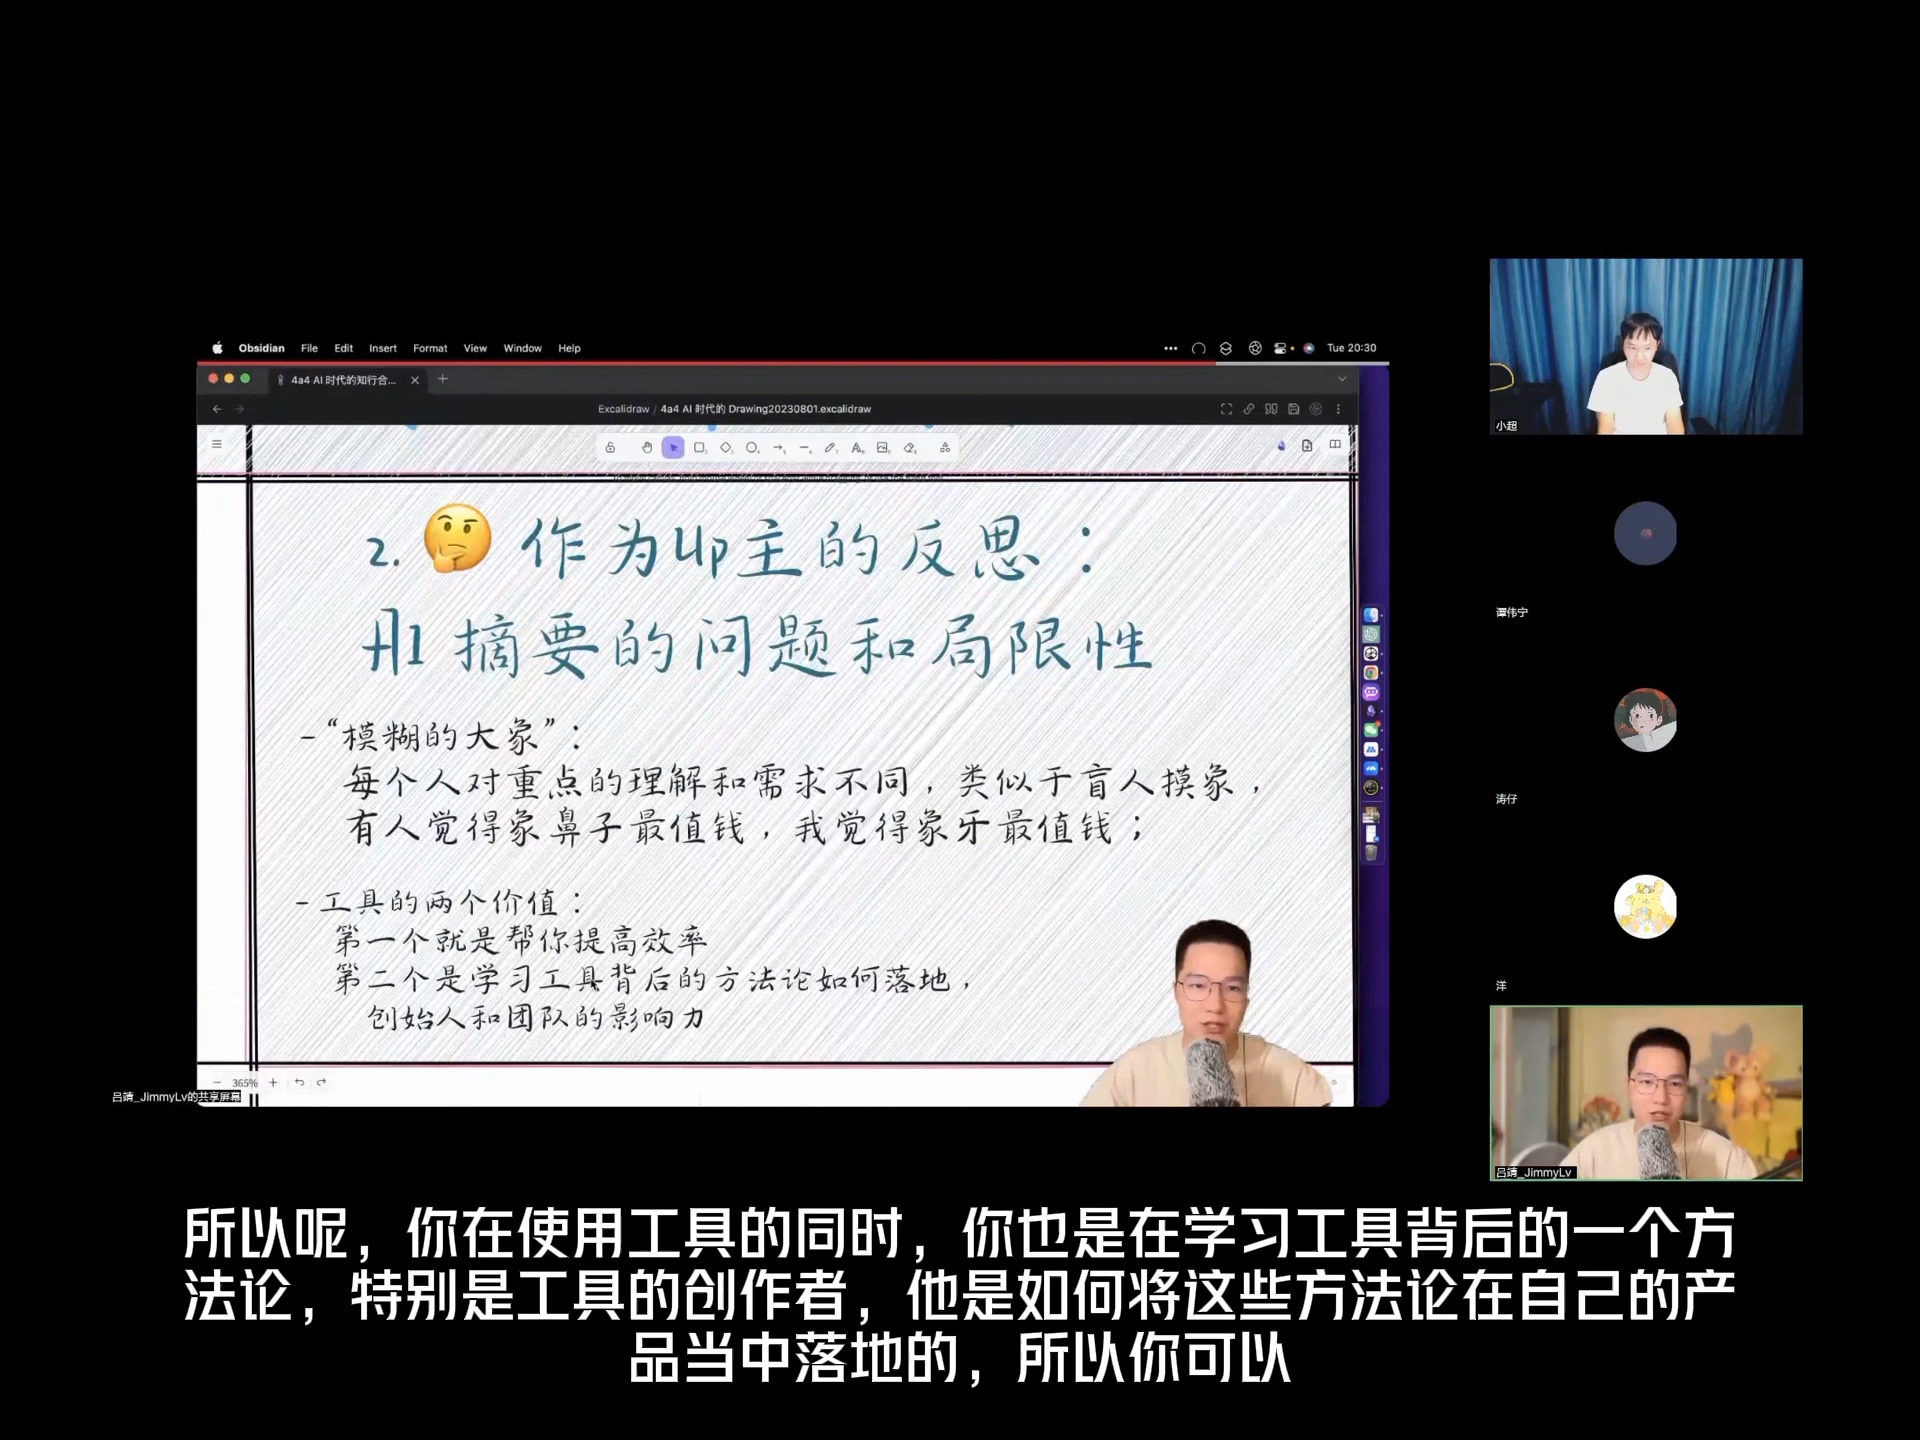 Obsidian File Edit Insert Format View Window Help
Tue 20:30
4a4 AI 时代的知行合...
Excalidraw / 4a4 AI 时代的 Drawing20230801.excalidraw
2. 🤔 作为Up主的反思：
AI 摘要的问题和局限性
-“模糊的大象”：
每个人对重点的理解和需求不同，类似于盲人摸象，
有人觉得象鼻子最值钱，我觉得象牙最值钱；
- 工具的两个价值：
第一个就是帮你提高效率
第二个是学习工具背后的方法论如何落地，
创始人和团队的影响力
365%
吕靖_JimmyLv的共享屏幕
小超
谭伟宁
涛仔
洋
吕靖_JimmyLv
所以呢，你在使用工具的同时，你也是在学习工具背后的一个方
法论，特别是工具的创作者，他是如何将这些方法论在自己的产
品当中落地的，所以你可以